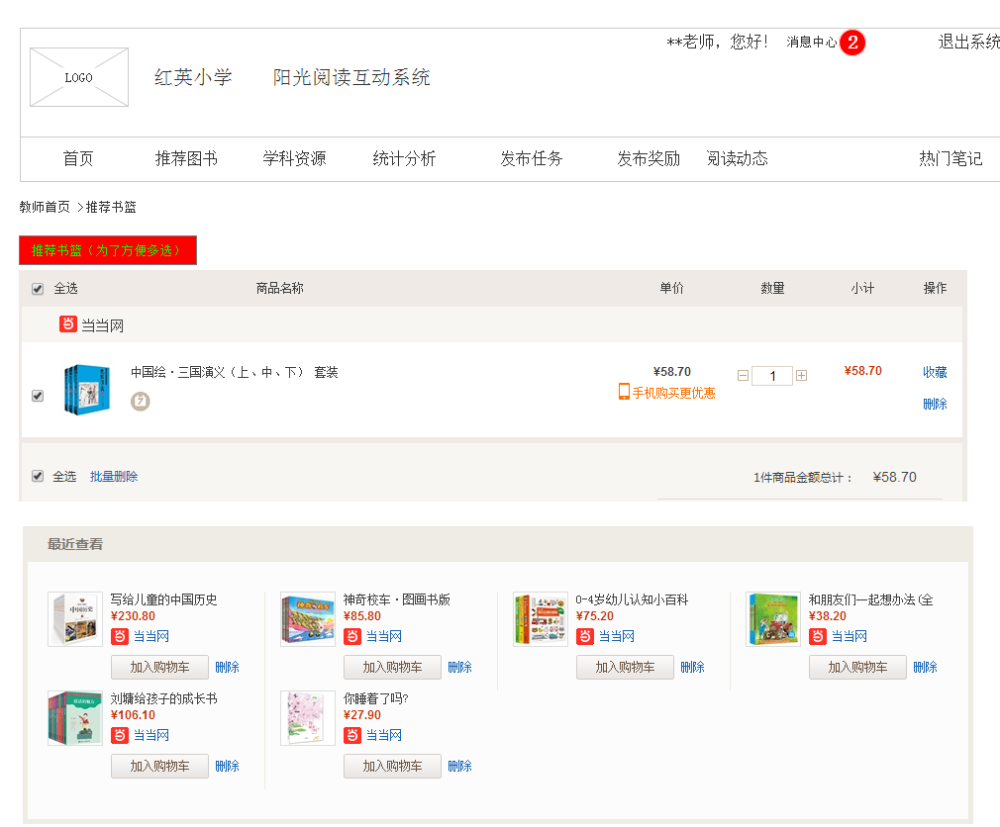 **老师，您好！ 消息中心 2 退出系统
LOGO 红英小学 阳光阅读互动系统
首页 推荐图书 学科资源 统计分析 发布任务 发布奖励 阅读动态 热门笔记
教师首页 >推荐书篮
推荐书篮（为了方便多选）
全选 商品名称 单价 数量 小计 操作
当当网
中国绘·三国演义（上、中、下） 套装 ¥58.70 1 ¥58.70 收藏
7 手机购买更优惠
删除
全选 批量删除 1件商品金额总计： ¥58.70
最近查看
写给儿童的中国历史 神奇校车·图画书版 0-4岁幼儿认知小百科 和朋友们一起想办法(全
¥230.80 ¥85.80 ¥75.20 ¥38.20
当当网 当当网 当当网 当当网
加入购物车 删除 加入购物车 删除 加入购物车 删除 加入购物车 删除
刘墉给孩子的成长书 你睡着了吗?
¥106.10 ¥27.90
当当网 当当网
加入购物车 删除 加入购物车 删除